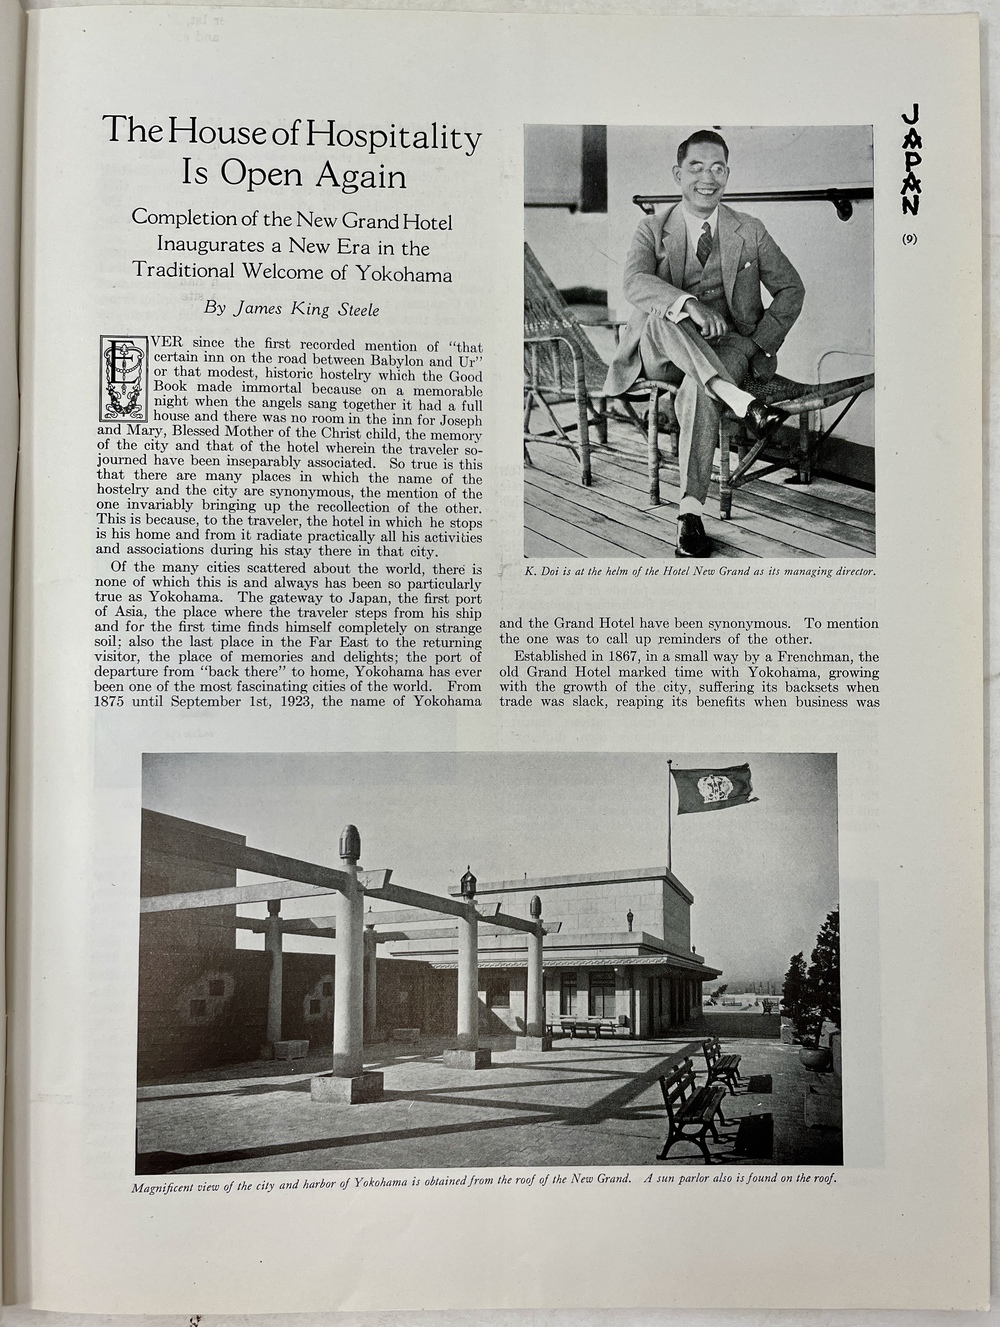 The House of Hospitality
Is Open Again
Completion of the New Grand Hotel
Inaugurates a New Era in the
Traditional Welcome of Yokohama
By James King Steele
EVER since the first recorded mention of “that
certain inn on the road between Babylon and Ur”
or that modest, historic hostelry which the Good
Book made immortal because on a memorable
night when the angels sang together it had a full
house and there was no room in the inn for Joseph
and Mary, Blessed Mother of the Christ child, the memory
of the city and that of the hotel wherein the traveler so-
journed have been inseparably associated. So true is this
that there are many places in which the name of the
hostelry and the city are synonymous, the mention of the
one invariably bringing up the recollection of the other.
This is because, to the traveler, the hotel in which he stops
is his home and from it radiate practically all his activities
and associations during his stay there in that city.
Of the many cities scattered about the world, there is
none of which this is and always has been so particularly
true as Yokohama. The gateway to Japan, the first port
of Asia, the place where the traveler steps from his ship
and for the first time finds himself completely on strange
soil; also the last place in the Far East to the returning
visitor, the place of memories and delights; the port of
departure from “back there” to home, Yokohama has ever
been one of the most fascinating cities of the world. From
1875 until September 1st, 1923, the name of Yokohama
K. Doi is at the helm of the Hotel New Grand as its managing director.
and the Grand Hotel have been synonymous. To mention
the one was to call up reminders of the other.
Established in 1867, in a small way by a Frenchman, the
old Grand Hotel marked time with Yokohama, growing
with the growth of the city, suffering its backsets when
trade was slack, reaping its benefits when business was
JAPAN
(9)
Magnificent view of the city and harbor of Yokohama is obtained from the roof of the New Grand. A sun parlor also is found on the roof.